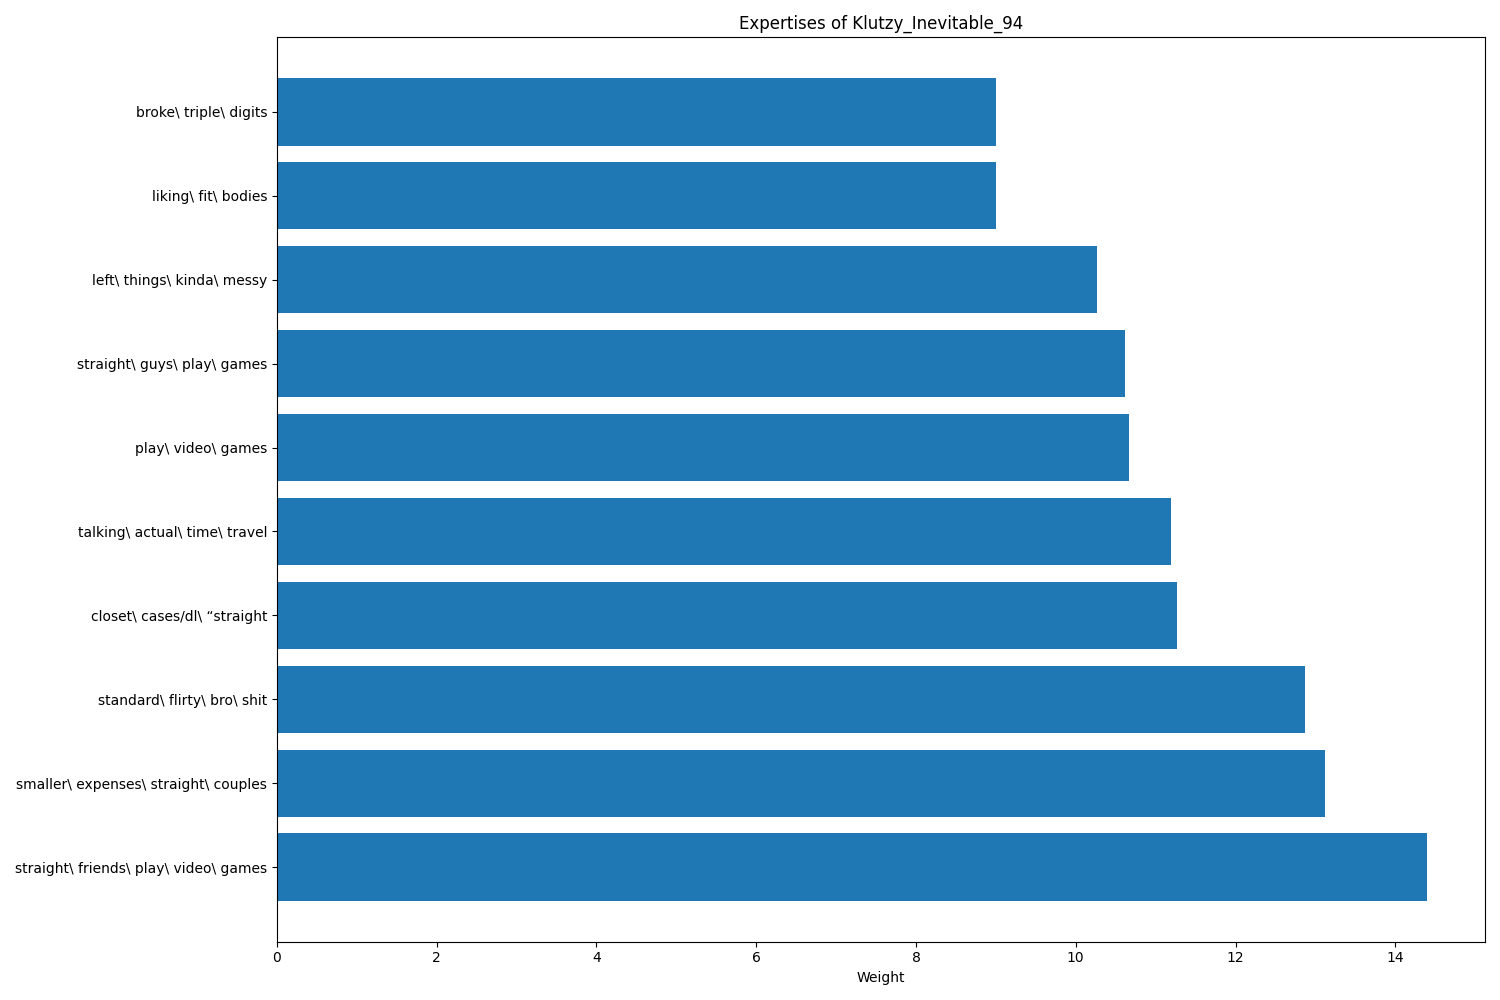 Expertises of Klutzy_Inevitable_94
broke\ triple\ digits
liking\ fit\ bodies
left\ things\ kinda\ messy
straight\ guys\ play\ games
play\ video\ games
talking\ actual\ time\ travel
closet\ cases/dl\ “straight
standard\ flirty\ bro\ shit
smaller\ expenses\ straight\ couples
straight\ friends\ play\ video\ games
0 2 4 6 8 10 12 14
Weight